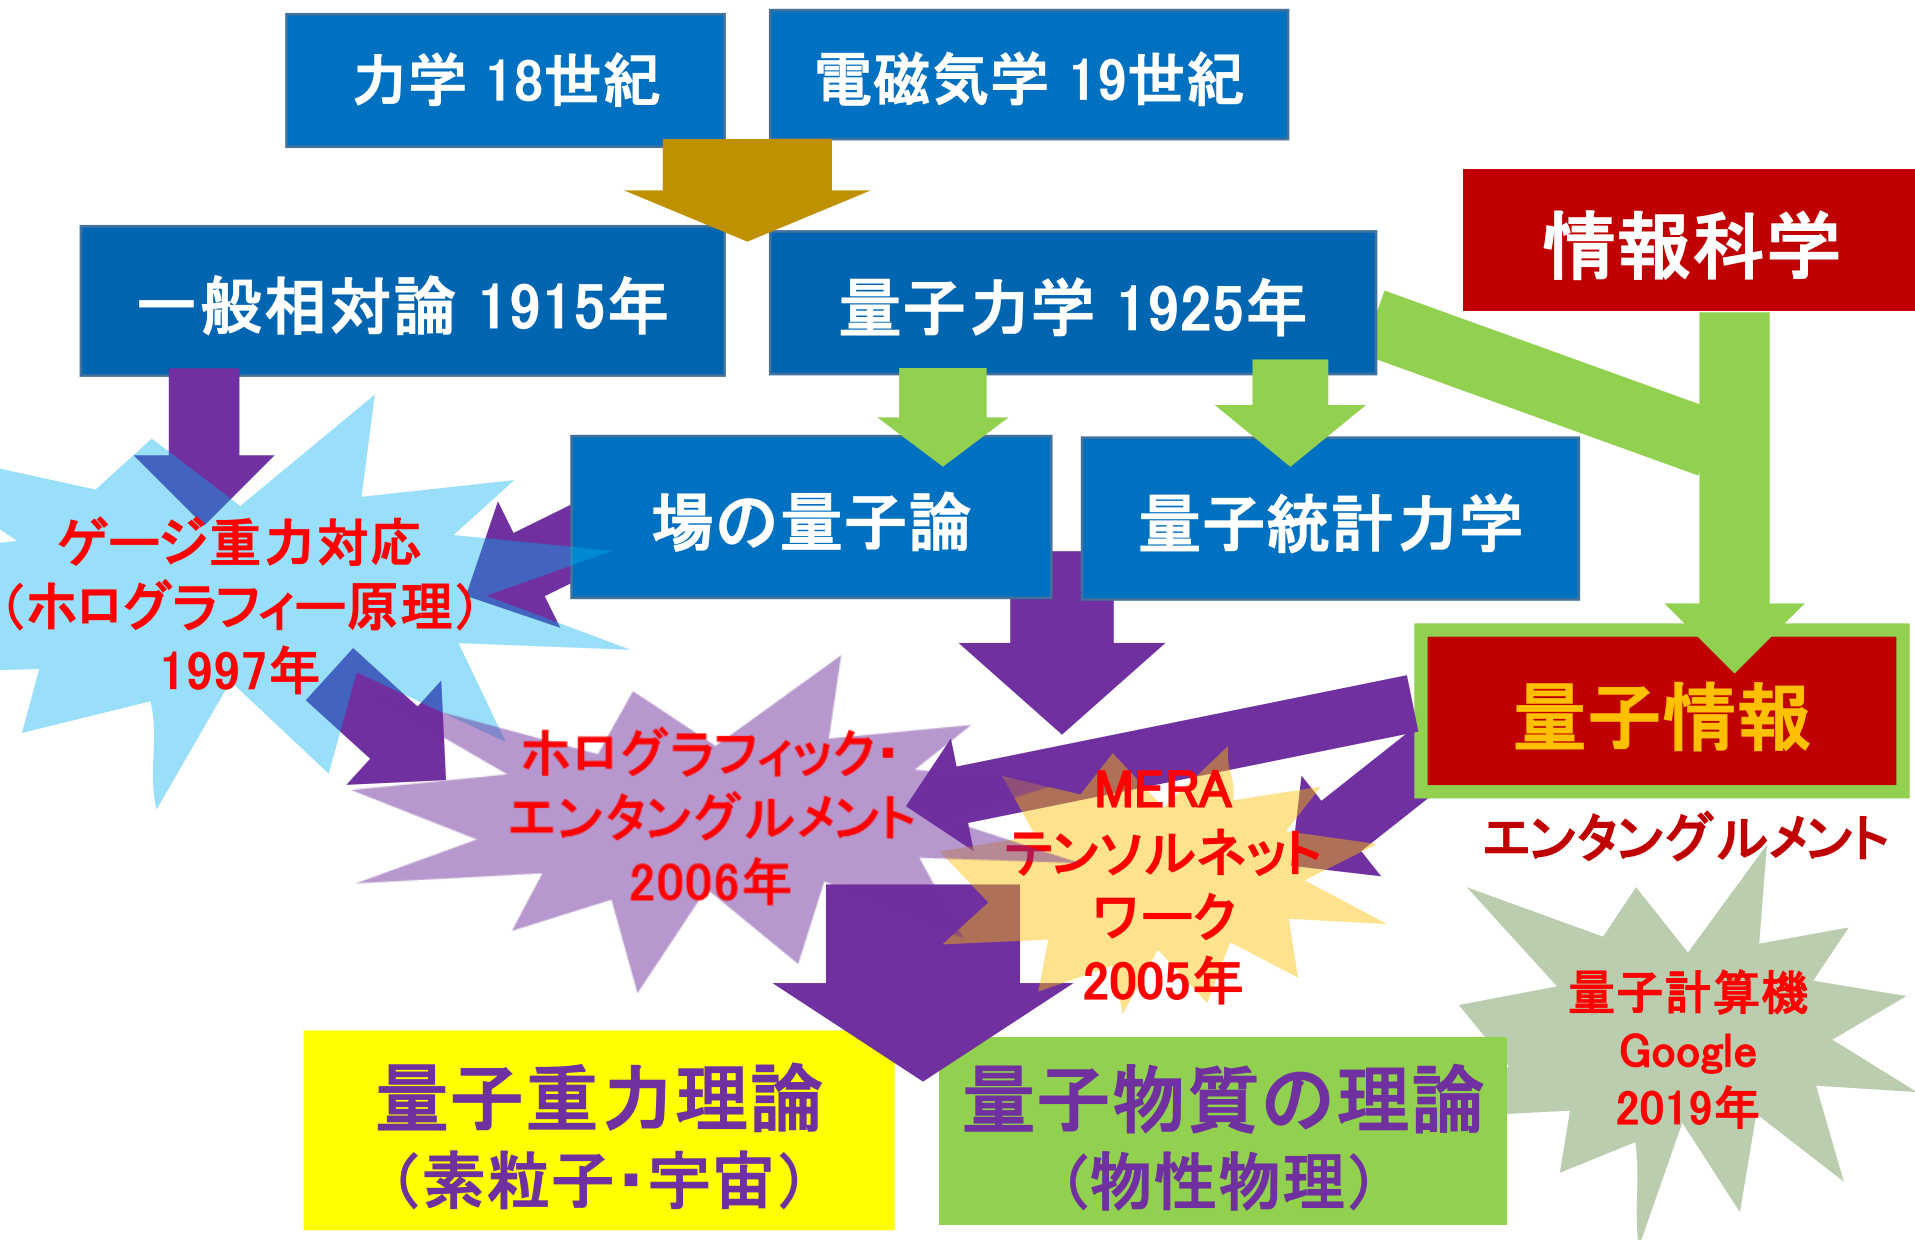 力学 18世紀
電磁気学 19世紀
情報科学
一般相対論 1915年
量子力学 1925年
場の量子論
量子統計力学
ゲージ重力対応
（ホログラフィー原理）
1997年
量子情報
エンタングルメント
ホログラフィック・
エンタングルメント
2006年
MERA
テンソルネット
ワーク
2005年
量子計算機
Google
2019年
量子重力理論
（素粒子・宇宙）
量子物質の理論
（物性物理）